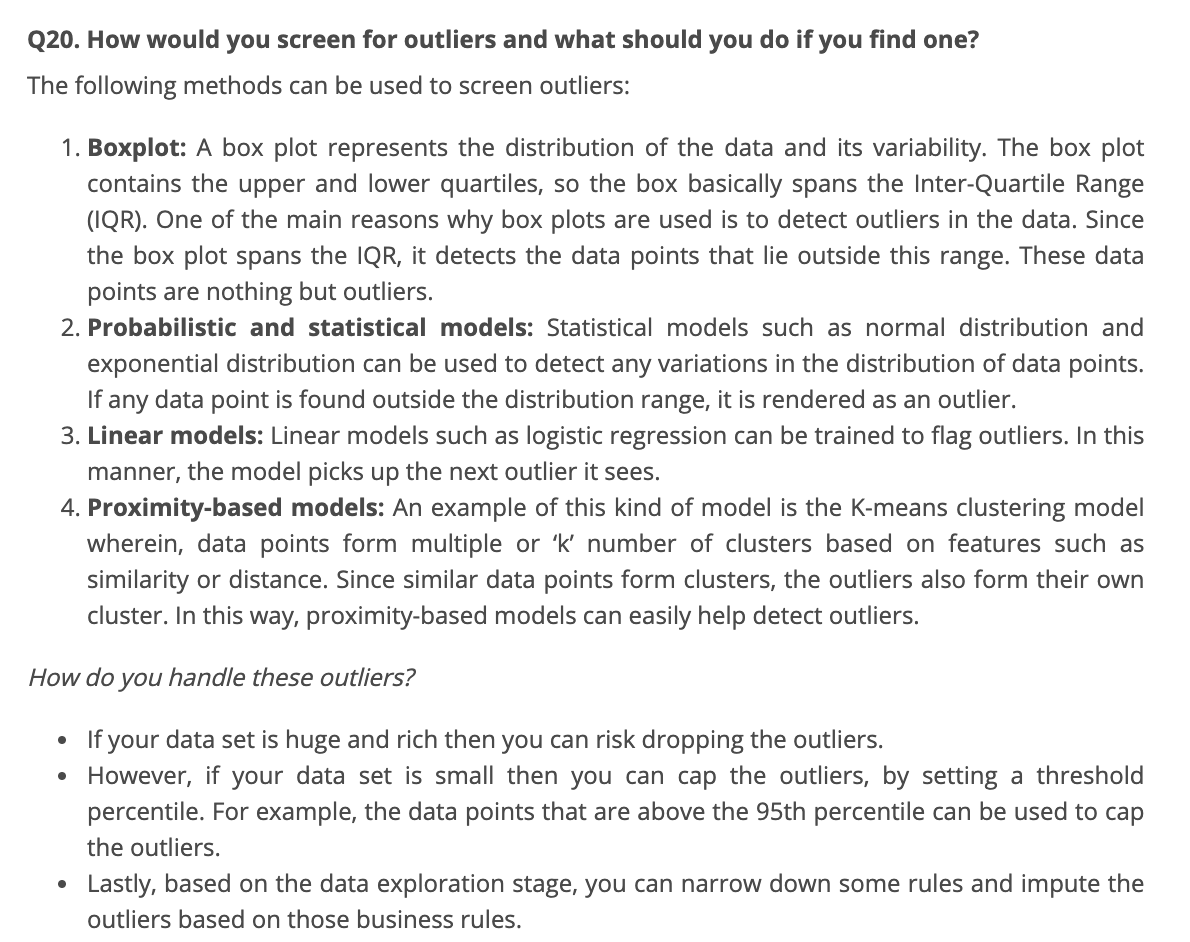 Q20. How would you screen for outliers and what should you do if you find one?
The following methods can be used to screen outliers:
1. Boxplot: A box plot represents the distribution of the data and its variability. The box plot
contains the upper and lower quartiles, so the box basically spans the Inter-Quartile Range
(IQR). One of the main reasons why box plots are used is to detect outliers in the data. Since
the box plot spans the IQR, it detects the data points that lie outside this range. These data
points are nothing but outliers.
2. Probabilistic and statistical models: Statistical models such as normal distribution and
exponential distribution can be used to detect any variations in the distribution of data points.
If any data point is found outside the distribution range, it is rendered as an outlier.
3. Linear models: Linear models such as logistic regression can be trained to flag outliers. In this
manner, the model picks up the next outlier it sees.
4. Proximity-based models: An example of this kind of model is the K-means clustering model
wherein, data points form multiple or ‘k’ number of clusters based on features such as
similarity or distance. Since similar data points form clusters, the outliers also form their own
cluster. In this way, proximity-based models can easily help detect outliers.
How do you handle these outliers?
• If your data set is huge and rich then you can risk dropping the outliers.
• However, if your data set is small then you can cap the outliers, by setting a threshold
percentile. For example, the data points that are above the 95th percentile can be used to cap
the outliers.
• Lastly, based on the data exploration stage, you can narrow down some rules and impute the
outliers based on those business rules.